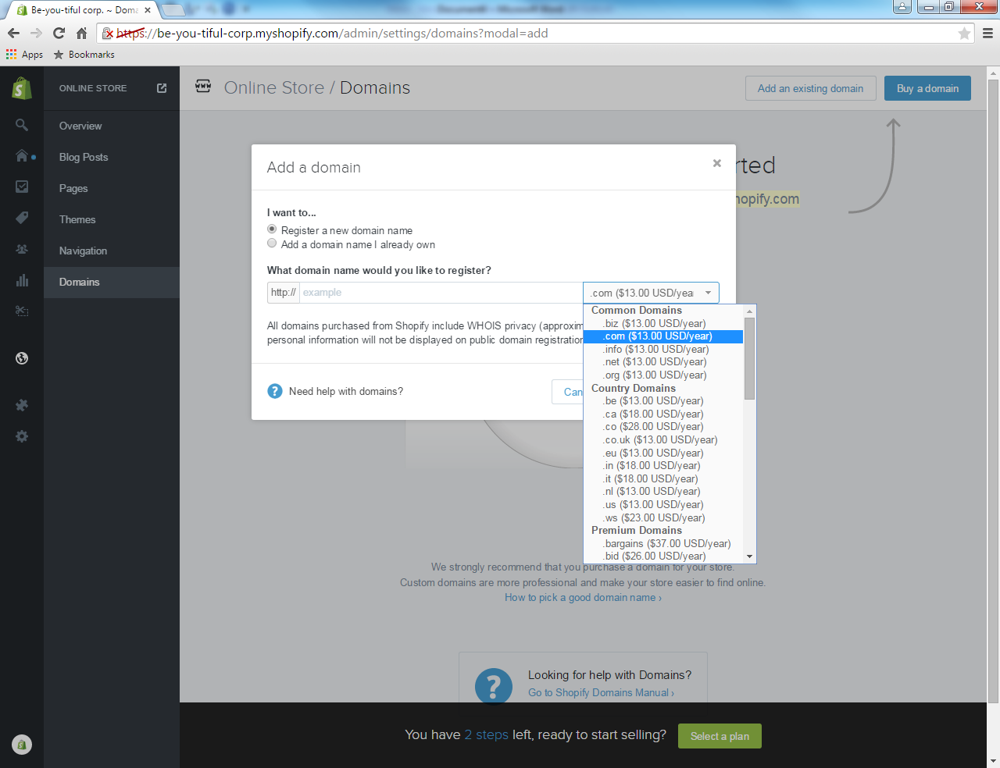 Be-you-tiful corp. ~ Doma
https://be-you-tiful-corp.myshopify.com/admin/settings/domains?modal=add
Apps
Bookmarks
ONLINE STORE
Online Store / Domains
Add an existing domain
Buy a domain
Overview
Blog Posts
Pages
Themes
Navigation
Domains
rted
hopify.com
Add a domain
I want to...
Register a new domain name
Add a domain name I already own
What domain name would you like to register?
http://
example
.com ($13.00 USD/yea
All domains purchased from Shopify include WHOIS privacy (approxim
personal information will not be displayed on public domain registration
Need help with domains?
Can
Common Domains
.biz ($13.00 USD/year)
.com ($13.00 USD/year)
.info ($13.00 USD/year)
.net ($13.00 USD/year)
.org ($13.00 USD/year)
Country Domains
.be ($13.00 USD/year)
.ca ($18.00 USD/year)
.co ($28.00 USD/year)
.co.uk ($13.00 USD/year)
.eu ($13.00 USD/year)
.in ($18.00 USD/year)
.it ($18.00 USD/year)
.nl ($13.00 USD/year)
.us ($13.00 USD/year)
.ws ($23.00 USD/year)
Premium Domains
.bargains ($37.00 USD/year)
.bid ($26.00 USD/year)
We strongly recommend that you purchase a domain for your store.
Custom domains are more professional and make your store easier to find online.
How to pick a good domain name ›
Looking for help with Domains?
Go to Shopify Domains Manual ›
You have 2 steps left, ready to start selling?
Select a plan